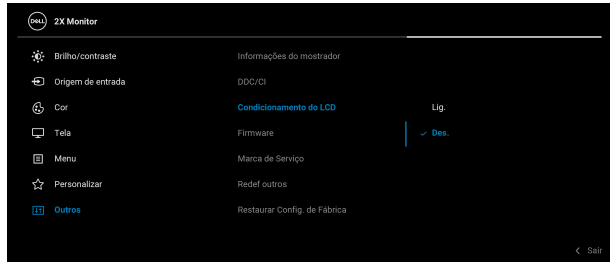 DELL 2X Monitor
Brilho/contraste
Origem de entrada
Cor
Tela
Menu
Personalizar
Outros
Informações do mostrador
DDC/CI
Condicionamento do LCD
Firmware
Marca de Serviço
Redef outros
Restaurar Config. de Fábrica
Lig.
Des.
Sair